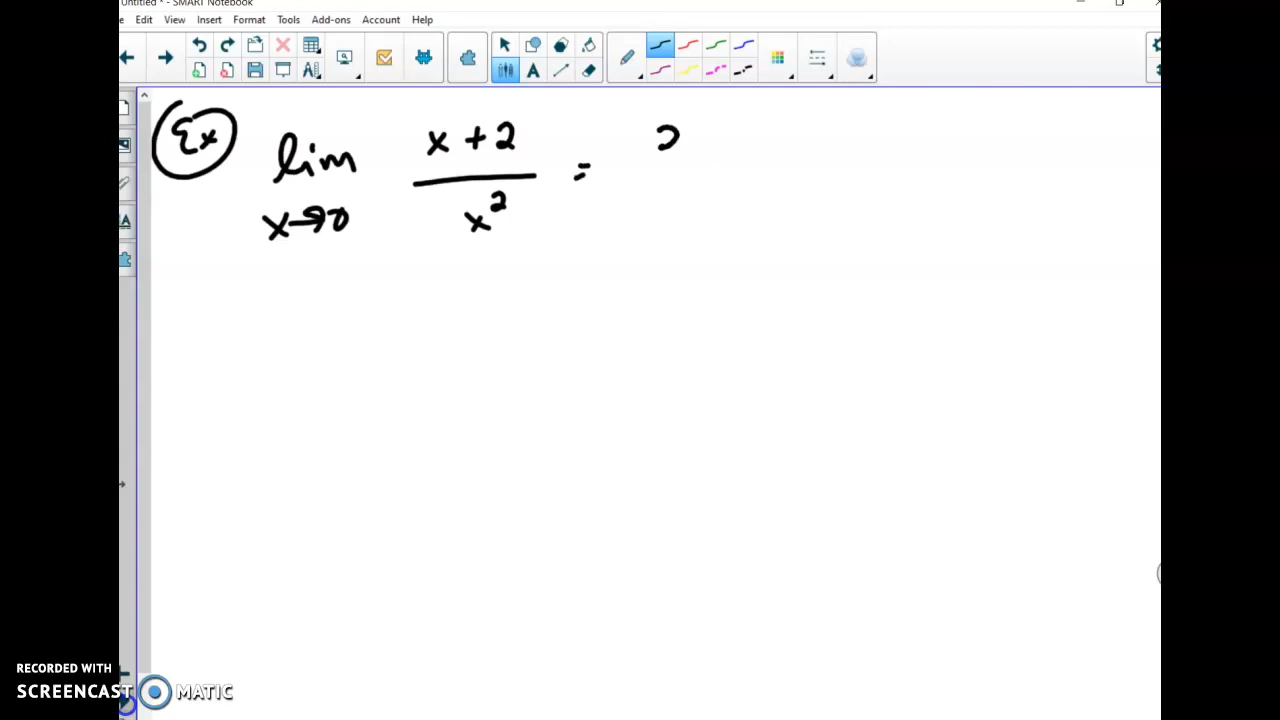 Untitled * - SMART Notebook
Edit View Insert Format Tools Add-ons Account Help
Ex lim x + 2 = 2
x→0 x²
RECORDED WITH
SCREENCAST MATIC